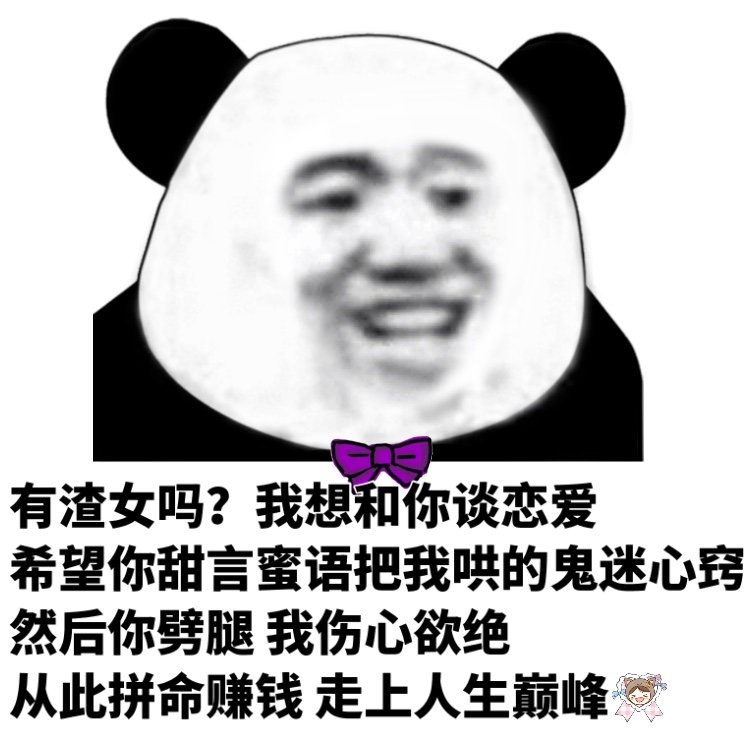 有渣女吗？我想和你谈恋爱
希望你甜言蜜语把我哄的鬼迷心窍
然后你劈腿 我伤心欲绝
从此拼命赚钱 走上人生巅峰